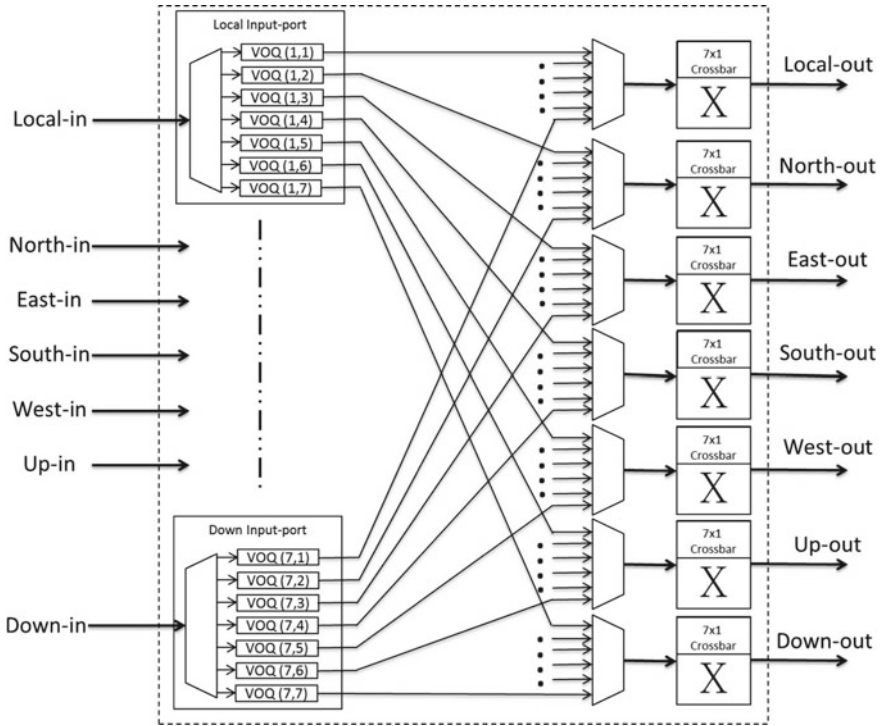 Local Input-port
VOQ (1,1)
VOQ (1,2)
VOQ (1,3)
VOQ (1,4)
VOQ (1,5)
VOQ (1,6)
VOQ (1,7)
Local-in
North-in
East-in
South-in
West-in
Up-in
Down-in
Down Input-port
VOQ (7,1)
VOQ (7,2)
VOQ (7,3)
VOQ (7,4)
VOQ (7,5)
VOQ (7,6)
VOQ (7,7)
7x1
Crossbar
X
Local-out
7x1
Crossbar
X
North-out
7x1
Crossbar
X
East-out
7x1
Crossbar
X
South-out
7x1
Crossbar
X
West-out
7x1
Crossbar
X
Up-out
7x1
Crossbar
X
Down-out